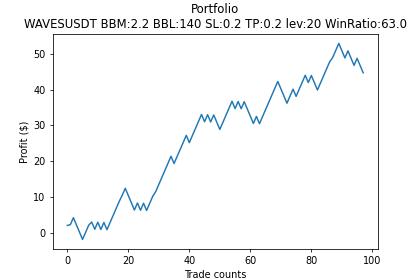 Portfolio
WAVESUSDT BBM:2.2 BBL:140 SL:0.2 TP:0.2 lev:20 WinRatio:63.0
50
40
30
20
10
0
Profit ($)
0 20 40 60 80 100
Trade counts